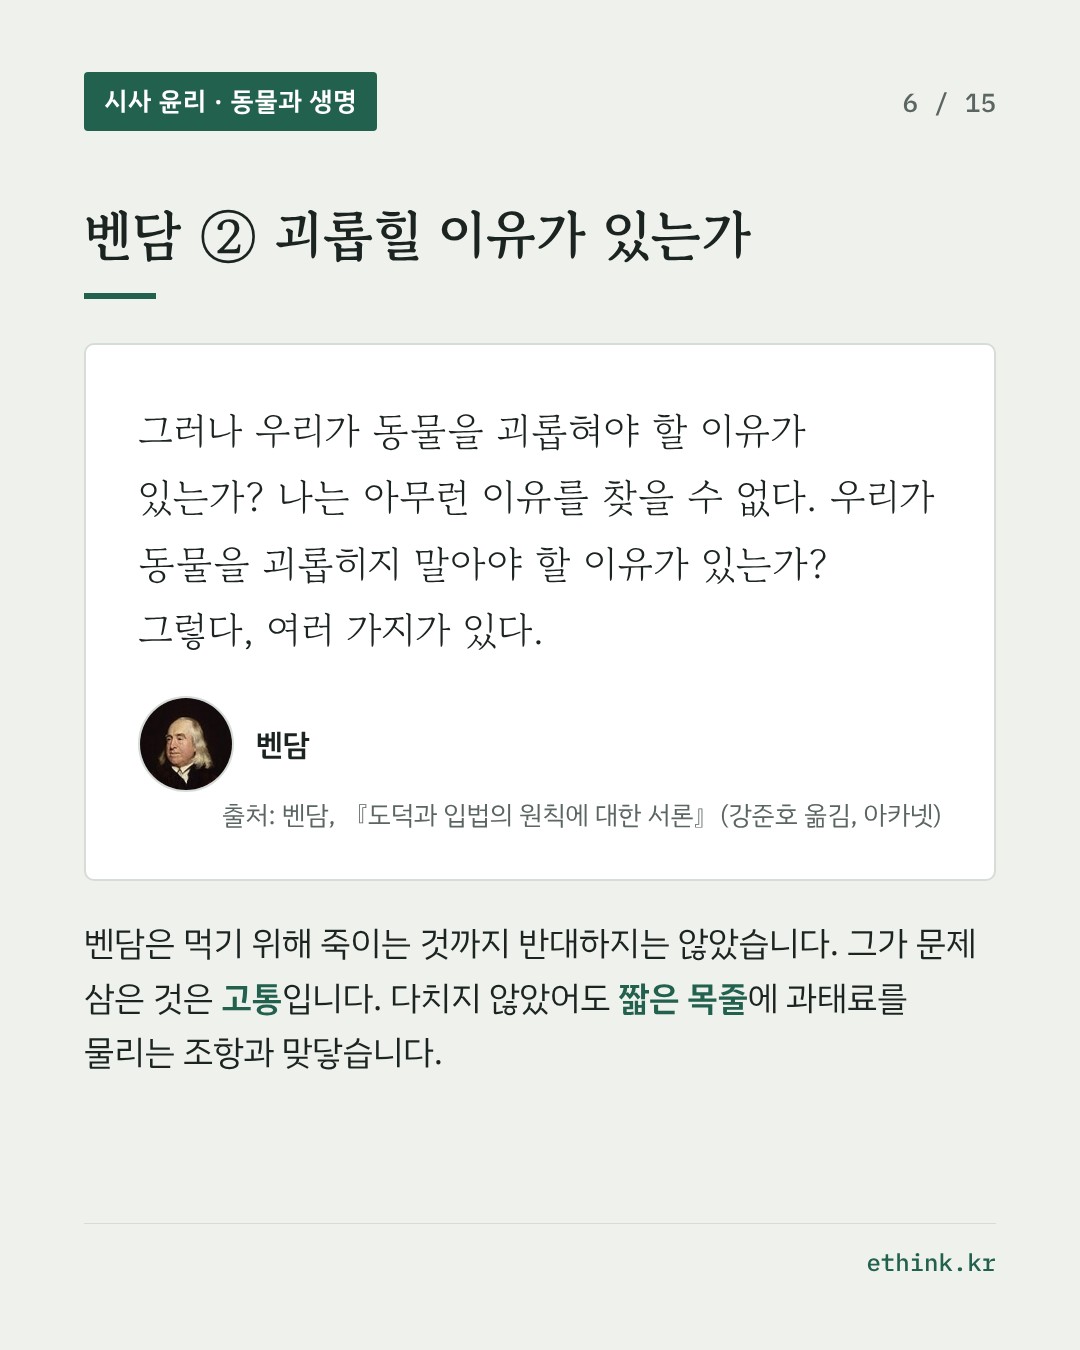 시사 윤리 · 동물과 생명
6 / 15
벤담 ② 괴롭힐 이유가 있는가
그러나 우리가 동물을 괴롭혀야 할 이유가
있는가? 나는 아무런 이유를 찾을 수 없다. 우리가
동물을 괴롭히지 말아야 할 이유가 있는가?
그렇다, 여러 가지가 있다.
벤담
출처: 벤담, 『도덕과 입법의 원칙에 대한 서론』 (강준호 옮김, 아카넷)
벤담은 먹기 위해 죽이는 것까지 반대하지는 않았습니다. 그가 문제
삼은 것은 고통입니다. 다치지 않았어도 짧은 목줄에 과태료를
물리는 조항과 맞닿습니다.
ethink.kr